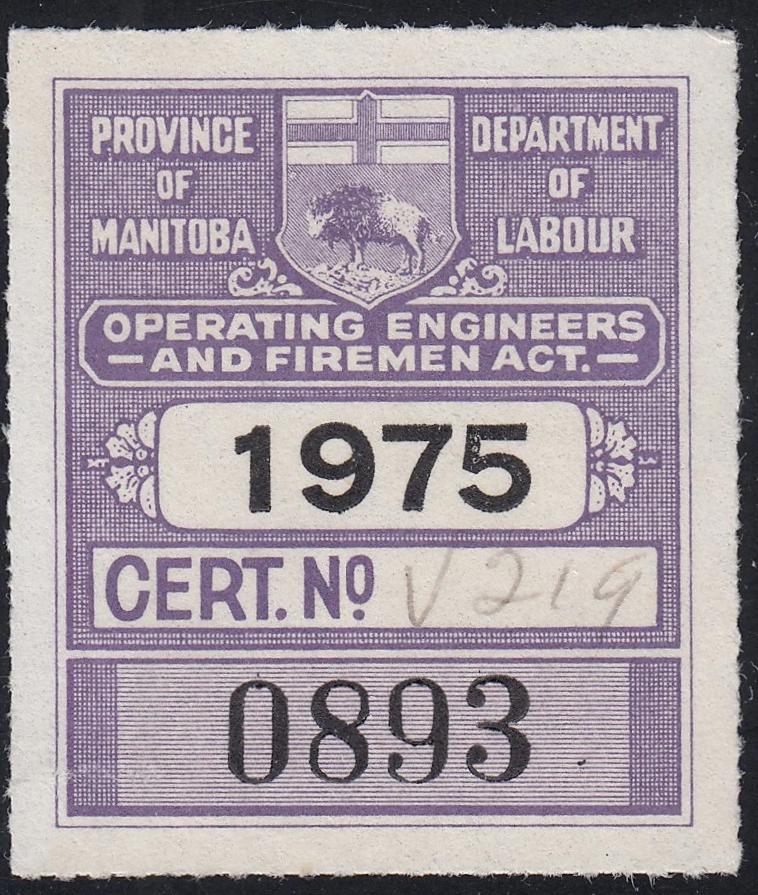 PROVINCE
OF
MANITOBA
DEPARTMENT
OF
LABOUR
OPERATING ENGINEERS
—AND FIREMEN ACT.—
1975
CERT. Nº V219
0893